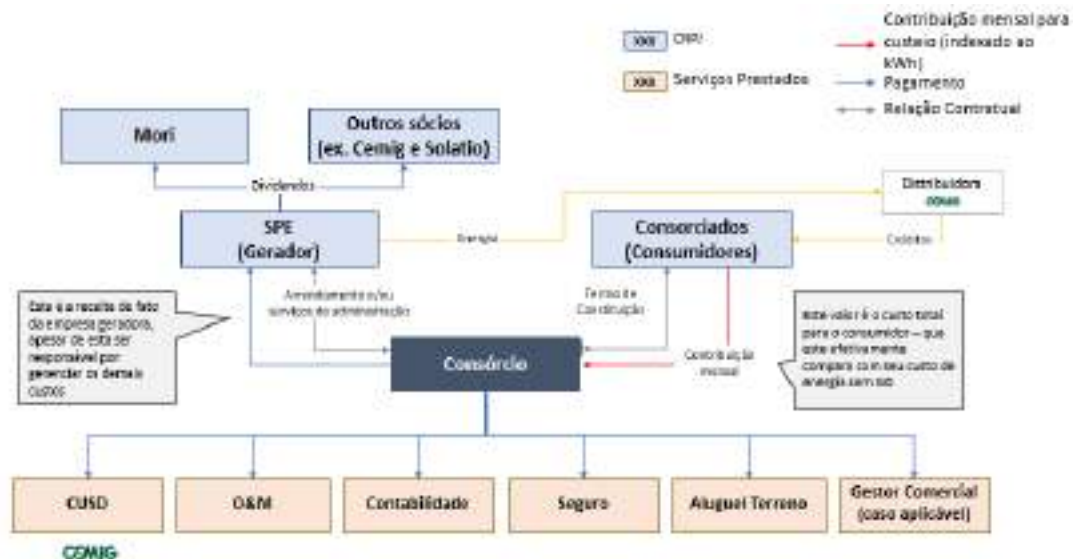 Contribuição mensal para
custeio (indexado ao
kWh)
XXX CNPJ
XXX Serviços Prestados
Pagamento
Relação Contratual
Mori
Outros sócios
(ex. Cemig e Solatio)
Dividendos
SPE
(Gerador)
Energia
Consorciados
(Consumidores)
Distribuidora
CEMIG
Créditos
Arrendamento e/ou
serviços de administração
Termo de
Constituição
Esta é a receita de fato
da empresa geradora,
apesar de esta ser
responsável por
gerenciar os demais
custos
Consórcio
Contribuição
mensal
Este valor é o custo total
para o consumidor – que
este efetivamente
compara com seu custo de
energia sem
CUSD
O&M
Contabilidade
Seguro
Aluguel Terreno
Gestor Comercial
(caso aplicável)
CEMIG